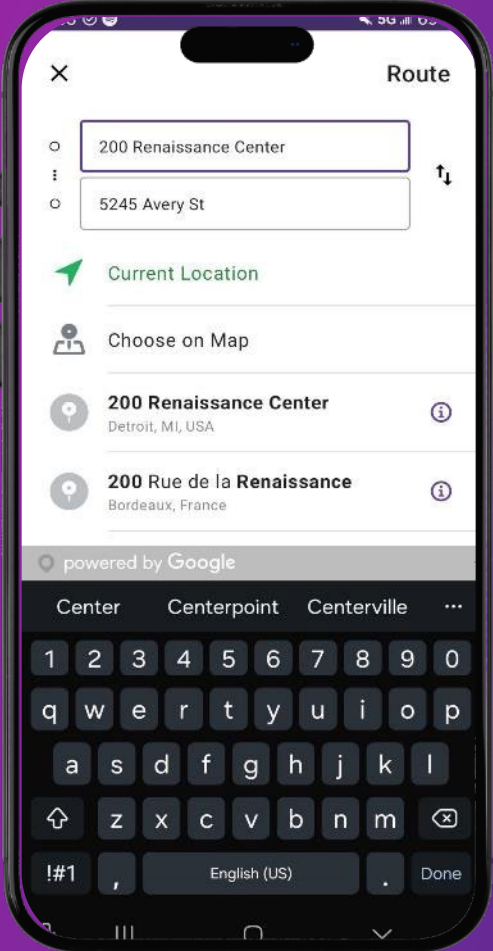 5G
Route
200 Renaissance Center
5245 Avery St
Current Location
Choose on Map
200 Renaissance Center
Detroit, MI, USA
200 Rue de la Renaissance
Bordeaux, France
powered by Google
Center Centerpoint Centerville ...
1 2 3 4 5 6 7 8 9 0
q w e r t y u i o p
a s d f g h j k l
z x c v b n m
!#1 , English (US) . Done